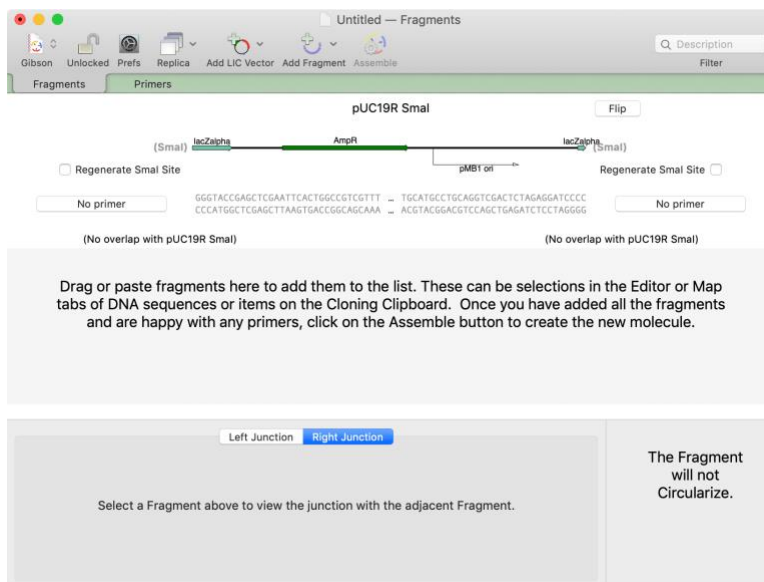 Untitled — Fragments
Gibson Unlocked Prefs Replica Add LIC Vector Add Fragment Assemble
Description
Filter
Fragments Primers
pUC19R SmaI Flip
(SmaI) lacZalpha AmpR pMB1 ori lacZalpha (SmaI)
Regenerate SmaI Site Regenerate SmaI Site
No primer GGGTACCGAGCTCGAATTCACTGGCCGTCGTTT … TGCATGCCTGCAGGTCGACTCTAGAGGATCCCC No primer
CCCATGGCTCGAGCTTAAGTGACCGGCAGCAAA … ACGTACGGACGTCCAGCTGAGATCTCCTAGGGG
(No overlap with pUC19R SmaI) (No overlap with pUC19R SmaI)
Drag or paste fragments here to add them to the list. These can be selections in the Editor or Map
tabs of DNA sequences or items on the Cloning Clipboard. Once you have added all the fragments
and are happy with any primers, click on the Assemble button to create the new molecule.
Left Junction Right Junction
Select a Fragment above to view the junction with the adjacent Fragment.
The Fragment
will not
Circularize.